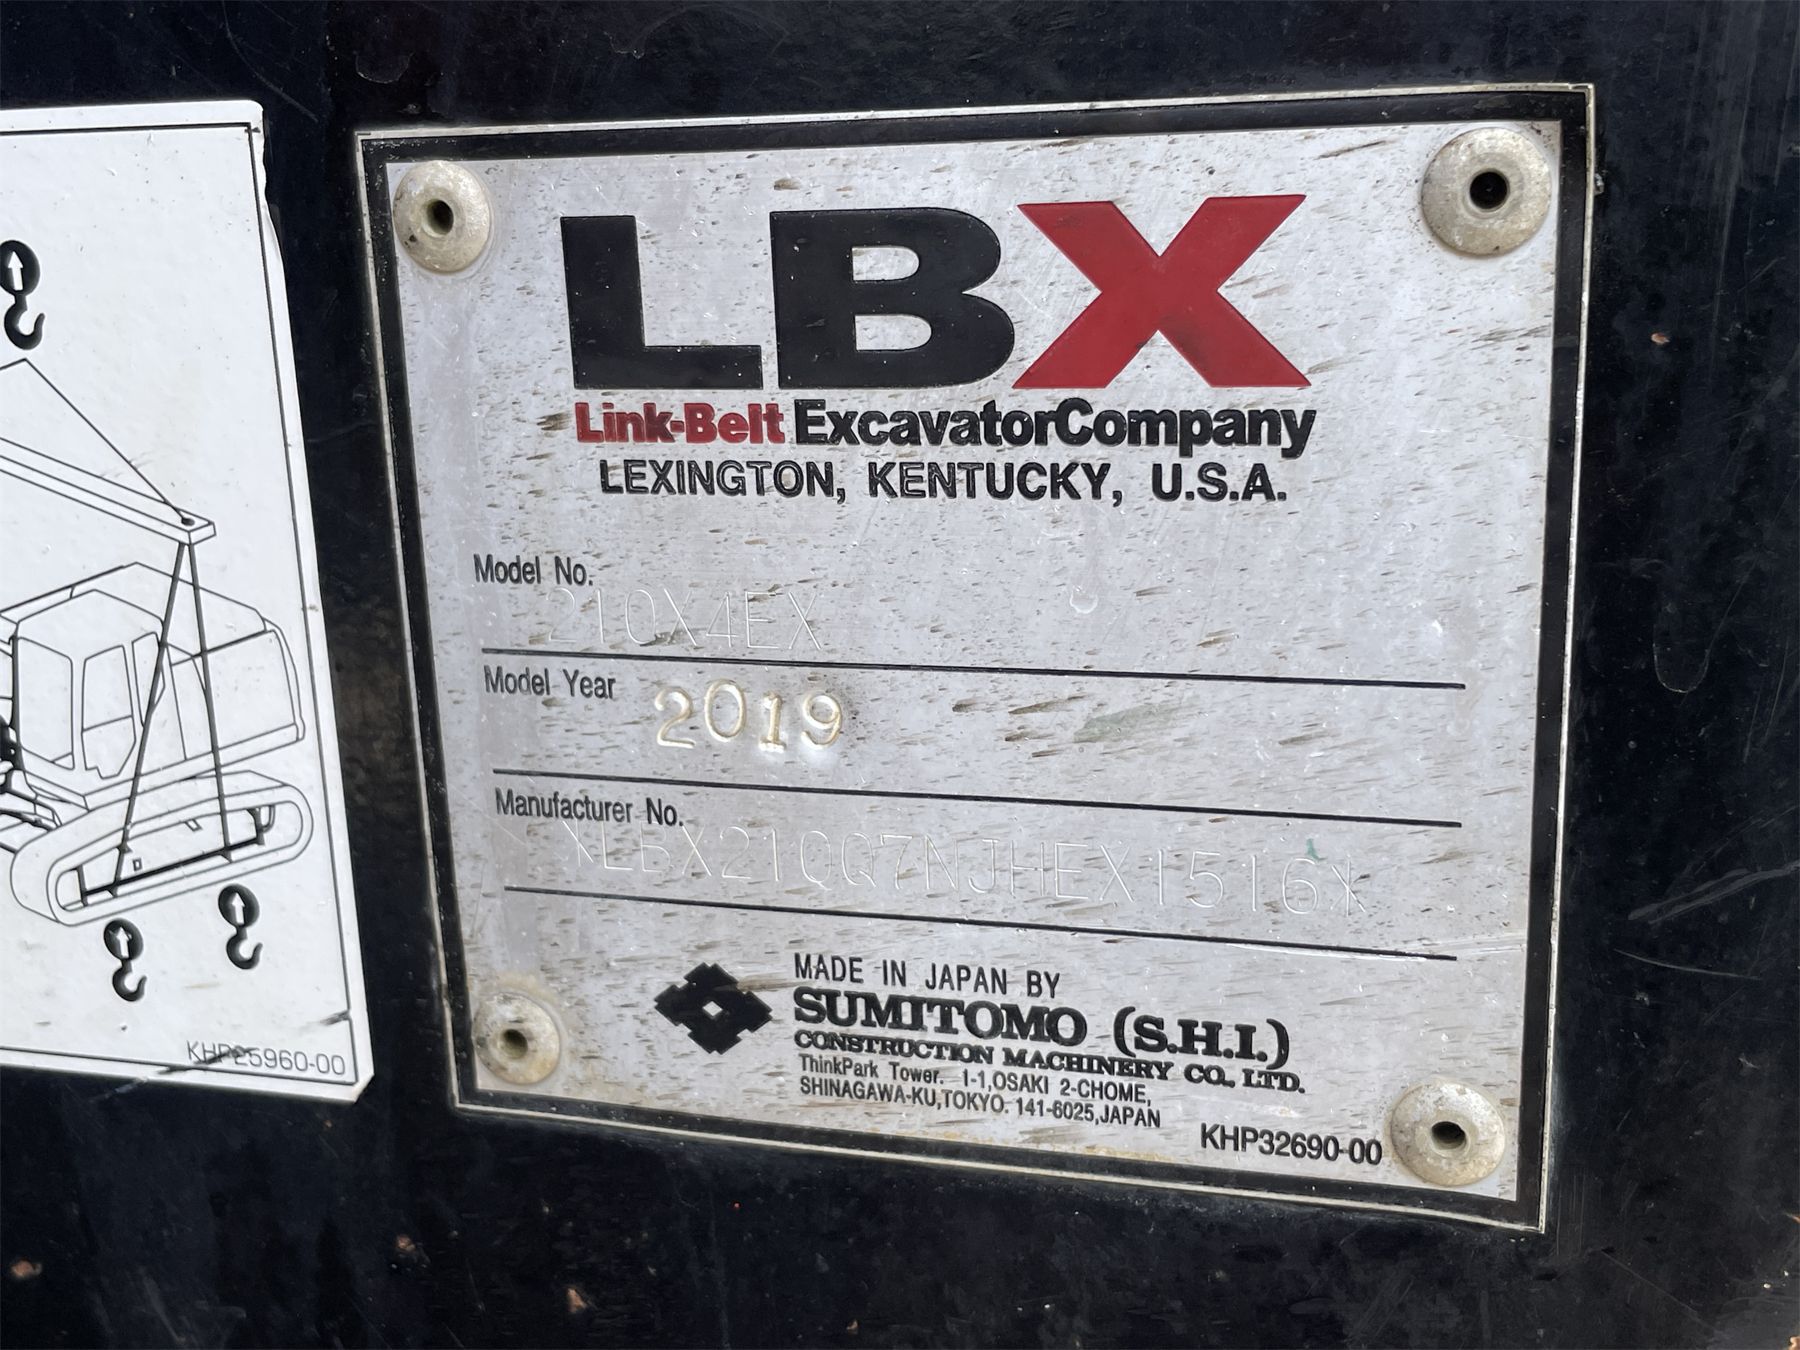 LBX
Link-Belt ExcavatorCompany
LEXINGTON, KENTUCKY, U.S.A.
Model No.
210X4EX
Model Year 2019
Manufacturer No.
XLBX210Q7NJHEX1516X
MADE IN JAPAN BY
SUMITOMO (S.H.I.)
CONSTRUCTION MACHINERY CO., LTD.
ThinkPark Tower. 1-1,OSAKI 2-CHOME,
SHINAGAWA-KU,TOKYO. 141-6025,JAPAN
KHP32690-00
KHP25960-00